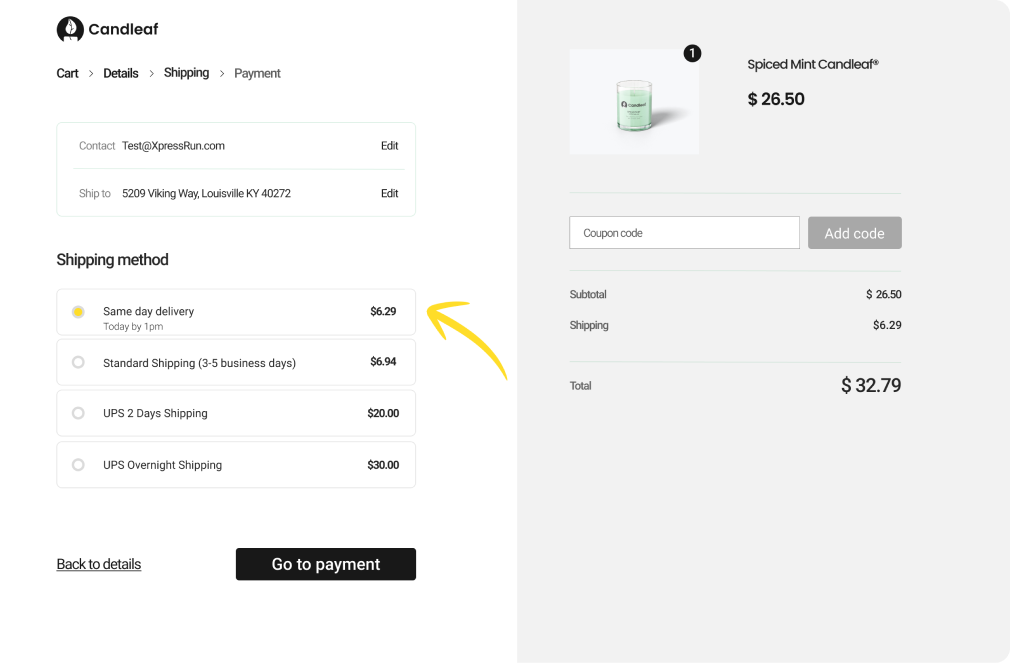 Candleaf
Cart > Details > Shipping > Payment
Contact Test@XpressRun.com Edit
Ship to 5209 Viking Way, Louisville KY 40272 Edit
Shipping method
Same day delivery $6.29
Today by 1pm
Standard Shipping (3-5 business days) $6.94
UPS 2 Days Shipping $20.00
UPS Overnight Shipping $30.00
Back to details Go to payment
1
Candleaf
Spiced Mint Candleaf®
$ 26.50
Coupon code Add code
Subtotal $ 26.50
Shipping $6.29
Total $ 32.79